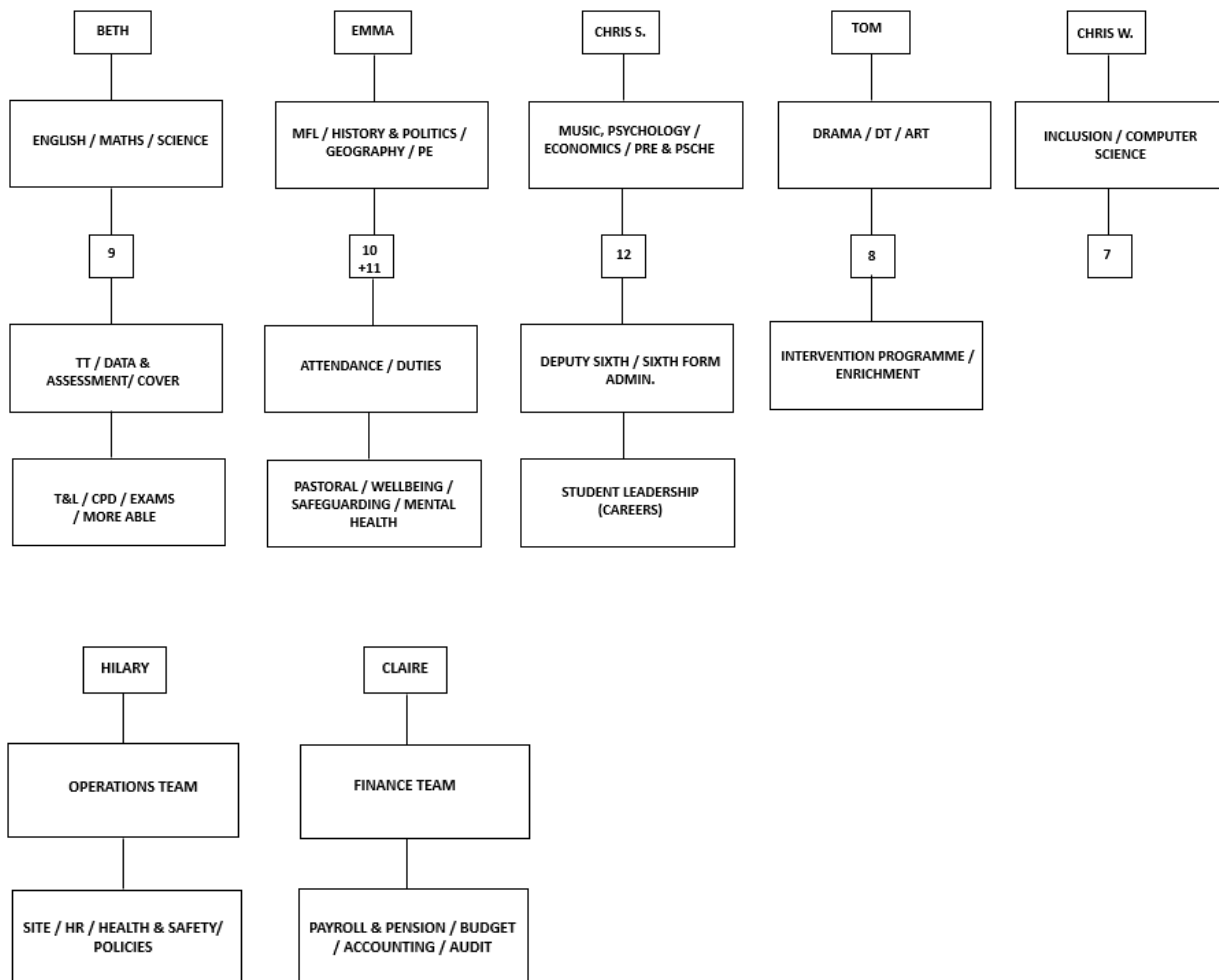 BETH
EMMA
CHRIS S.
TOM
CHRIS W.
ENGLISH / MATHS / SCIENCE
MFL / HISTORY & POLITICS /
GEOGRAPHY / PE
MUSIC, PSYCHOLOGY /
ECONOMICS / PRE & PSCHE
DRAMA / DT / ART
INCLUSION / COMPUTER
SCIENCE
9
10
+11
12
8
7
TT / DATA &
ASSESSMENT/ COVER
ATTENDANCE / DUTIES
DEPUTY SIXTH / SIXTH FORM
ADMIN.
INTERVENTION PROGRAMME /
ENRICHMENT
T&L / CPD / EXAMS
/ MORE ABLE
PASTORAL / WELLBEING /
SAFEGUARDING / MENTAL
HEALTH
STUDENT LEADERSHIP
(CAREERS)
HILARY
CLAIRE
OPERATIONS TEAM
FINANCE TEAM
SITE / HR / HEALTH & SAFETY/
POLICIES
PAYROLL & PENSION / BUDGET
/ ACCOUNTING / AUDIT